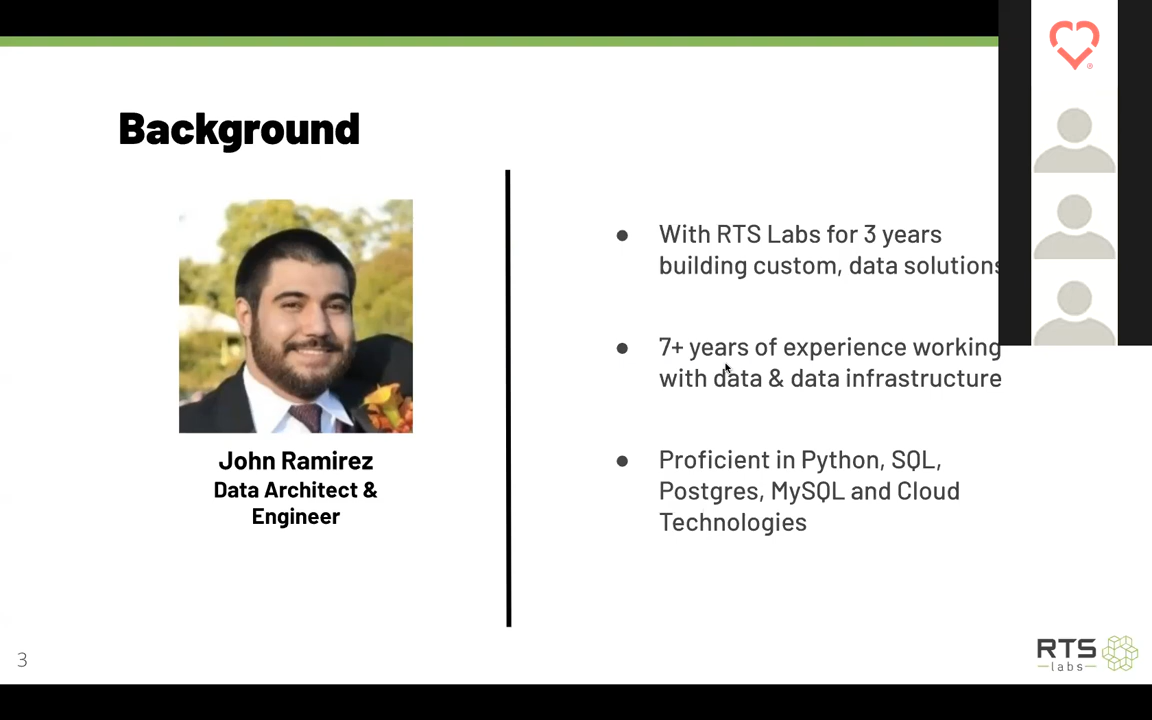 Background
With RTS Labs for 3 years
building custom, data solutions
7+ years of experience working
with data & data infrastructure
Proficient in Python, SQL,
Postgres, MySQL and Cloud
Technologies
John Ramirez
Data Architect &
Engineer
3
RTS
labs
®